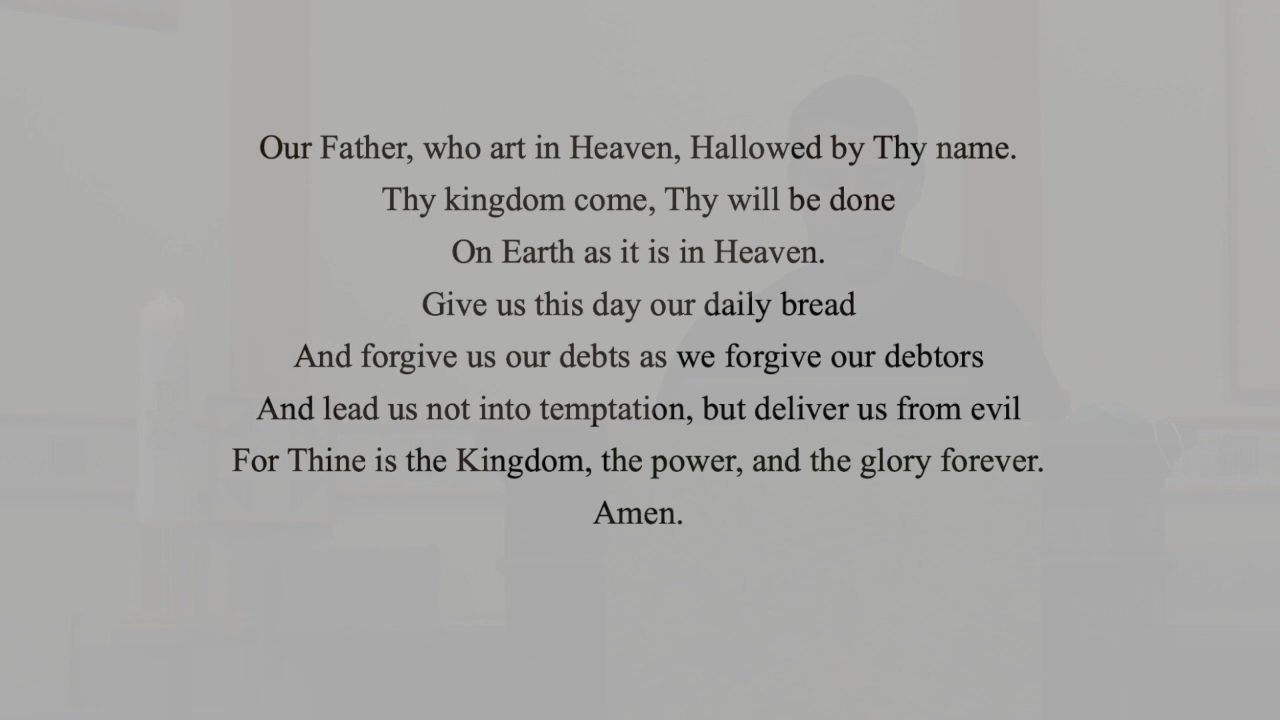 Our Father, who art in Heaven, Hallowed by Thy name.
Thy kingdom come, Thy will be done
On Earth as it is in Heaven.
Give us this day our daily bread
And forgive us our debts as we forgive our debtors
And lead us not into temptation, but deliver us from evil
For Thine is the Kingdom, the power, and the glory forever.
Amen.